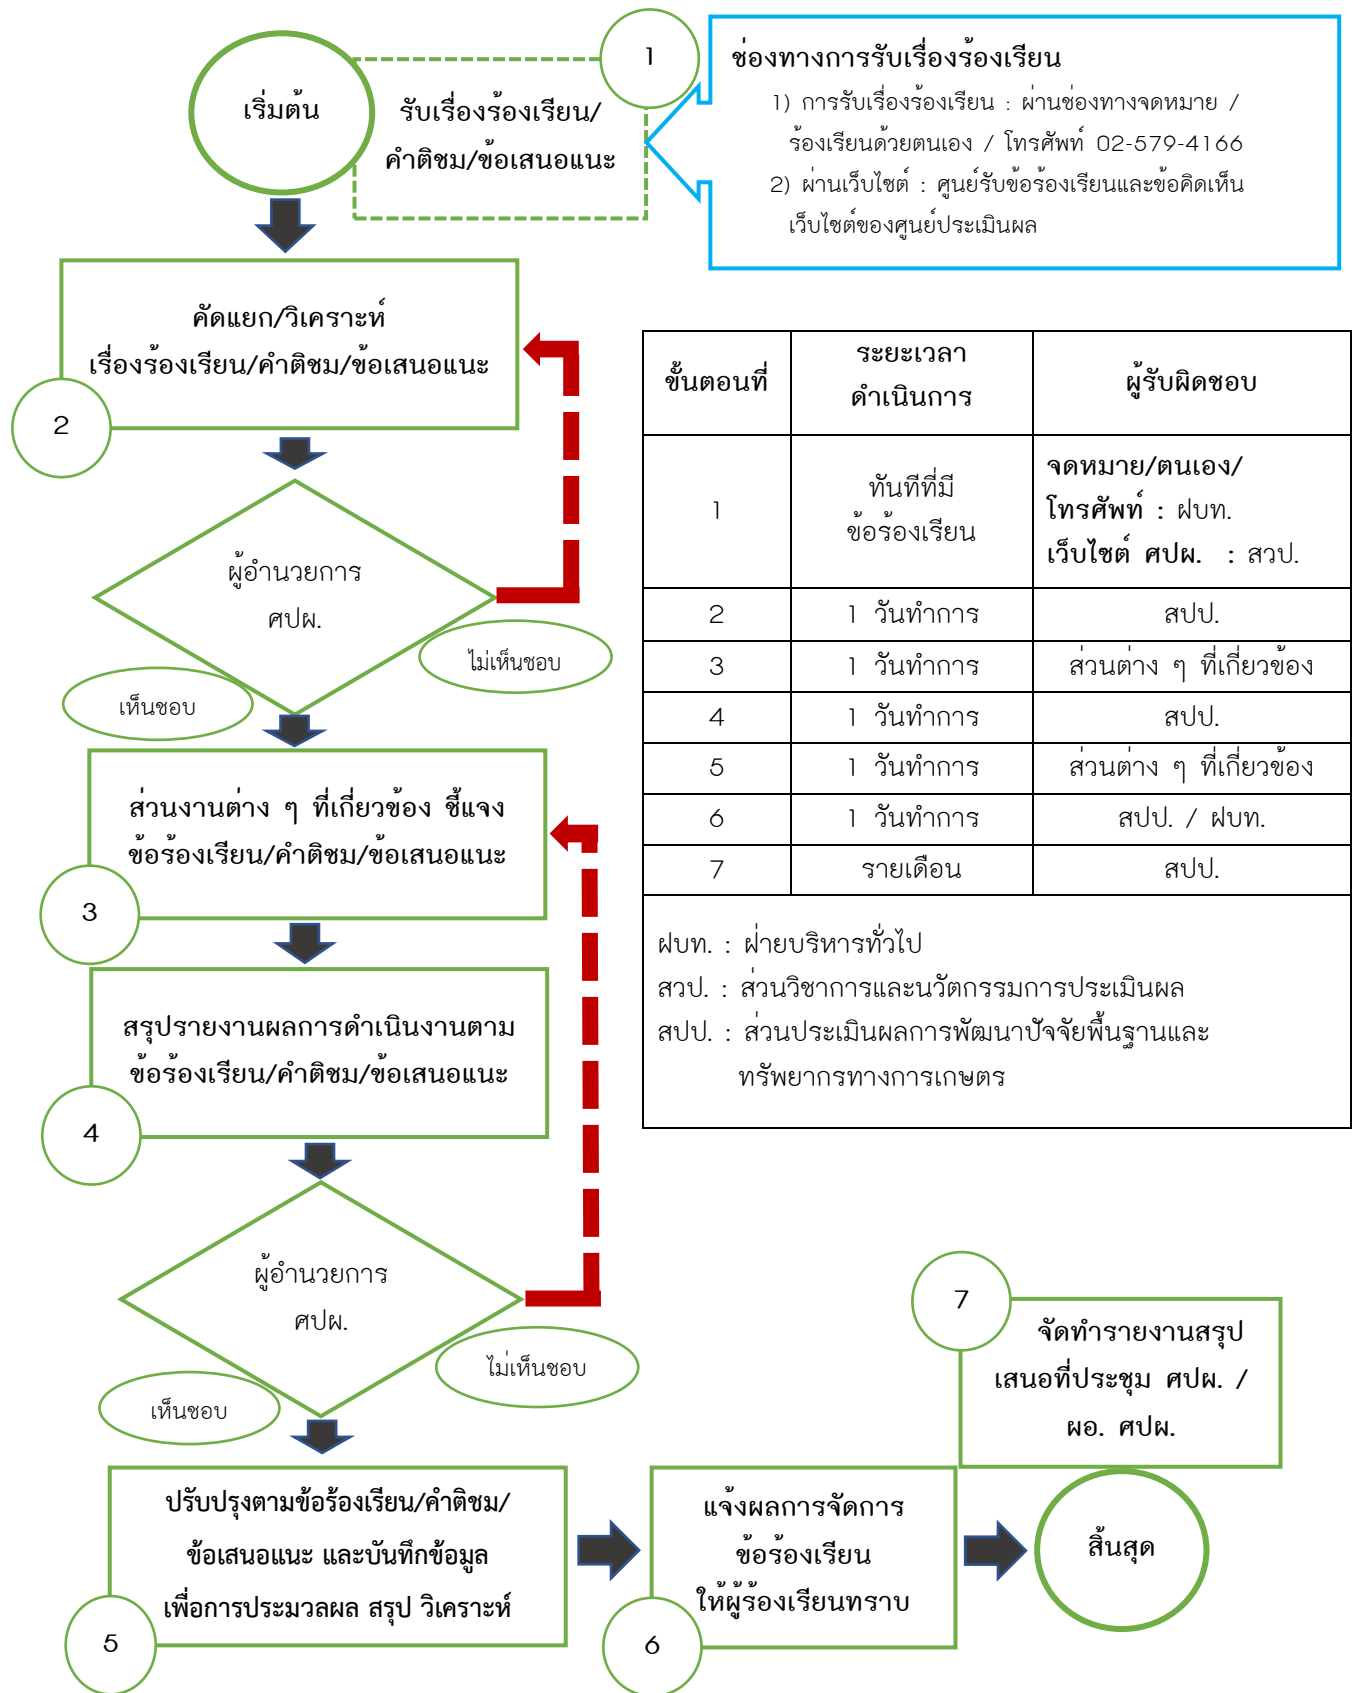 เริ่มต้น
รับเรื่องร้องเรียน/
คำติชม/ข้อเสนอแนะ
1
ช่องทางการรับเรื่องร้องเรียน
1) การรับเรื่องร้องเรียน : ผ่านช่องทางจดหมาย /
ร้องเรียนด้วยตนเอง / โทรศัพท์ 02-579-4166
2) ผ่านเว็บไซต์ : ศูนย์รับข้อร้องเรียนและข้อคิดเห็น
เว็บไซต์ของศูนย์ประเมินผล
คัดแยก/วิเคราะห์
เรื่องร้องเรียน/คำติชม/ข้อเสนอแนะ
2
ผู้อำนวยการ
ศปผ.
ไม่เห็นชอบ
เห็นชอบ
ส่วนงานต่าง ๆ ที่เกี่ยวข้อง ชี้แจง
ข้อร้องเรียน/คำติชม/ข้อเสนอแนะ
3
สรุปรายงานผลการดำเนินงานตาม
ข้อร้องเรียน/คำติชม/ข้อเสนอแนะ
4
ผู้อำนวยการ
ศปผ.
ไม่เห็นชอบ
เห็นชอบ
ปรับปรุงตามข้อร้องเรียน/คำติชม/
ข้อเสนอแนะ และบันทึกข้อมูล
เพื่อการประมวลผล สรุป วิเคราะห์
5
แจ้งผลการจัดการ
ข้อร้องเรียน
ให้ผู้ร้องเรียนทราบ
6
7
จัดทำรายงานสรุป
เสนอที่ประชุม ศปผ. /
ผอ. ศปผ.
สิ้นสุด
ขั้นตอนที่ ระยะเวลา ผู้รับผิดชอบ
ดำเนินการ
1 ทันทีที่มี จดหมาย/ตนเอง/
ข้อร้องเรียน โทรศัพท์ : ฝบท.
เว็บไซต์ ศปผ. : สวป.
2 1 วันทำการ สปป.
3 1 วันทำการ ส่วนต่าง ๆ ที่เกี่ยวข้อง
4 1 วันทำการ สปป.
5 1 วันทำการ ส่วนต่าง ๆ ที่เกี่ยวข้อง
6 1 วันทำการ สปป. / ฝบท.
7 รายเดือน สปป.
ฝบท. : ฝ่ายบริหารทั่วไป
สวป. : ส่วนวิชาการและนวัตกรรมการประเมินผล
สปป. : ส่วนประเมินผลการพัฒนาปัจจัยพื้นฐานและ
ทรัพยากรทางการเกษตร